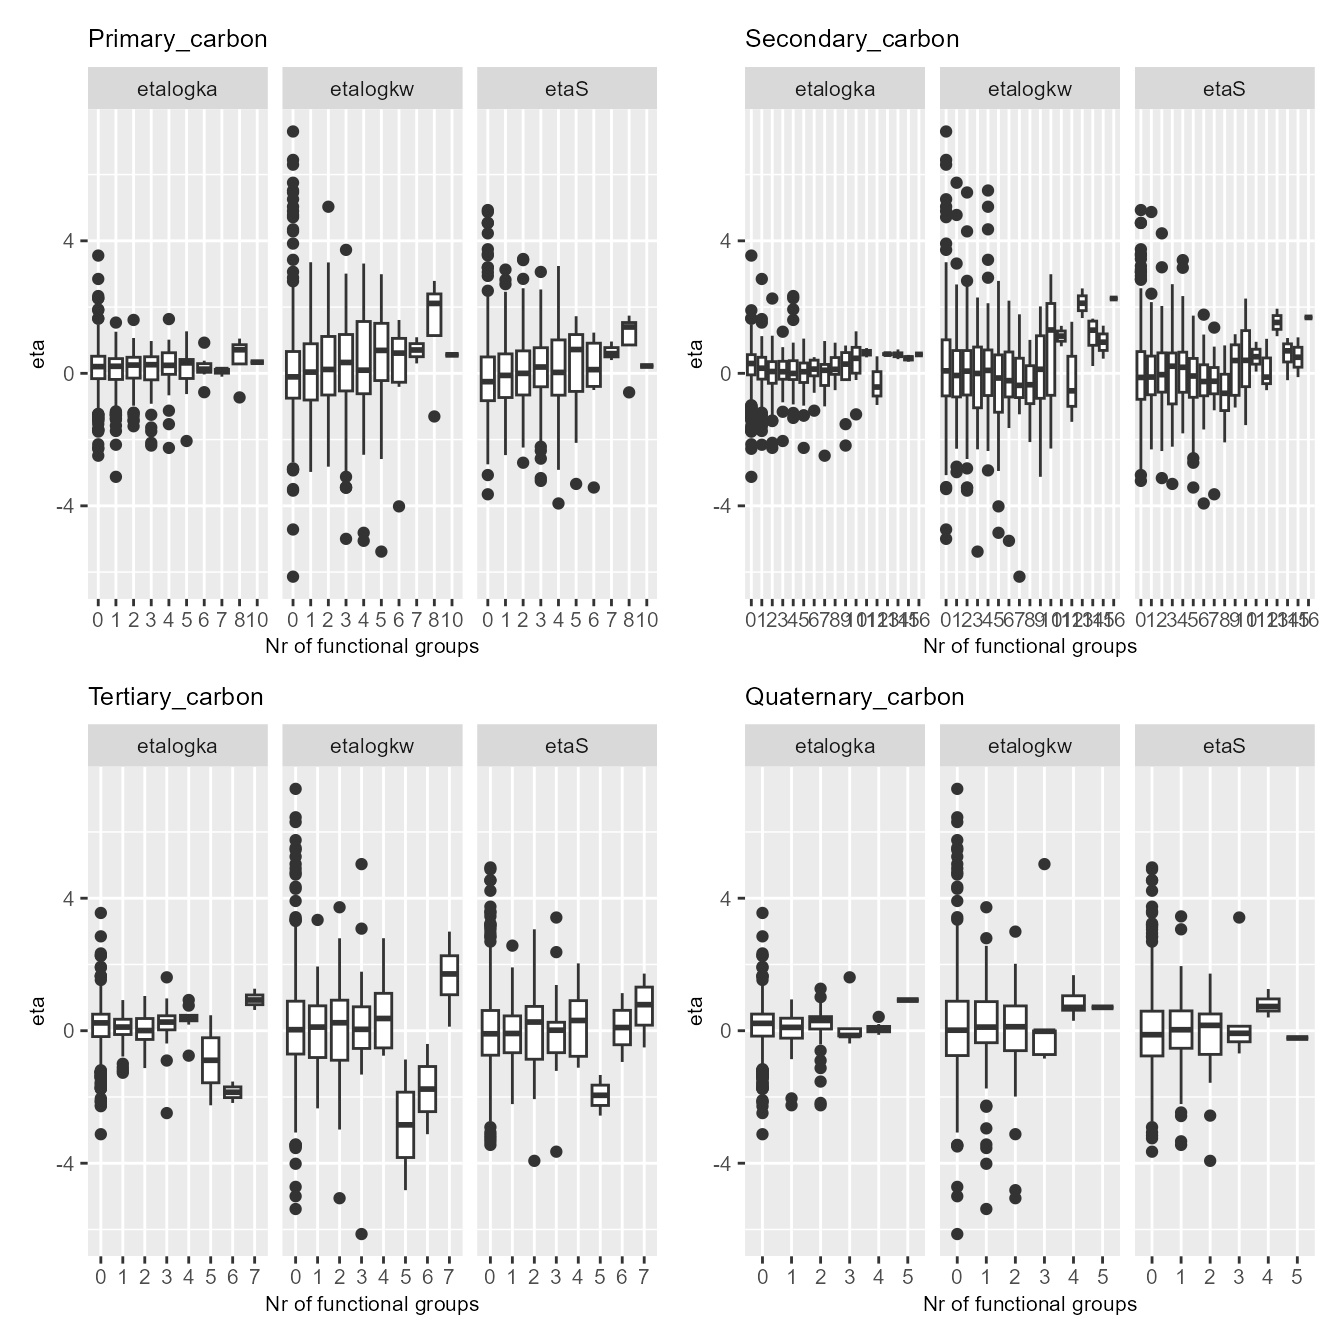 Primary_carbon
etalogka etalogkw etaS
eta
4
0
-4
0 1 2 3 4 5 6 7 8 10 0 1 2 3 4 5 6 7 8 10 0 1 2 3 4 5 6 7 8 10
Nr of functional groups
Secondary_carbon
etalogka etalogkw etaS
eta
4
0
-4
Nr of functional groups
Tertiary_carbon
etalogka etalogkw etaS
eta
4
0
-4
0 1 2 3 4 5 6 7 0 1 2 3 4 5 6 7 0 1 2 3 4 5 6 7
Nr of functional groups
Quaternary_carbon
etalogka etalogkw etaS
eta
4
0
-4
0 1 2 3 4 5 0 1 2 3 4 5 0 1 2 3 4 5
Nr of functional groups